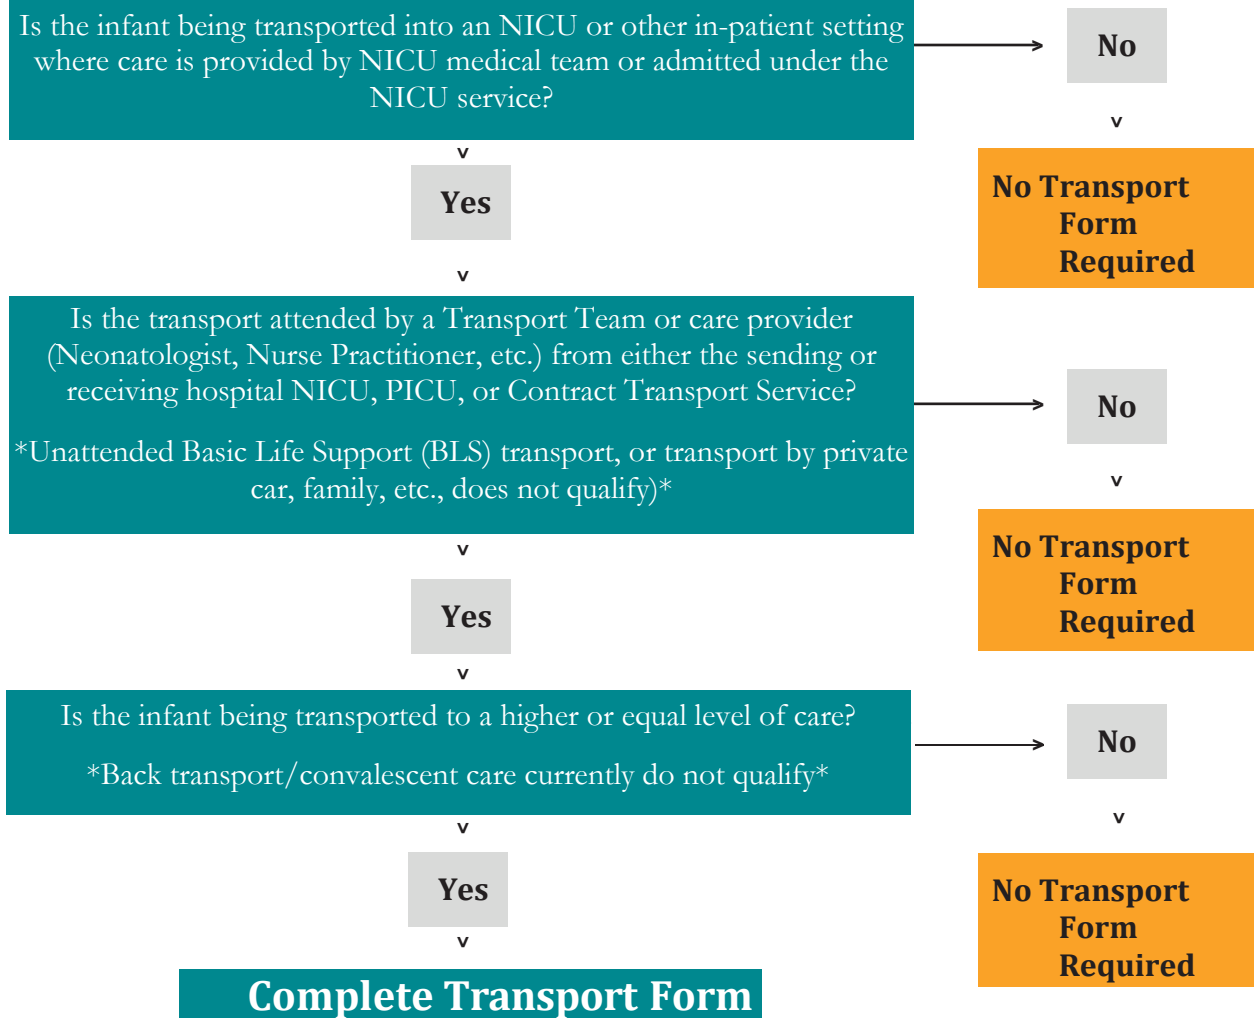 Is the infant being transported into an NICU or other in-patient setting
where care is provided by NICU medical team or admitted under the
NICU service?
No
v
No Transport
Form
Required
v
Yes
v
Is the transport attended by a Transport Team or care provider
(Neonatologist, Nurse Practitioner, etc.) from either the sending or
receiving hospital NICU, PICU, or Contract Transport Service?
*Unattended Basic Life Support (BLS) transport, or transport by private
car, family, etc., does not qualify)*
No
v
No Transport
Form
Required
v
Yes
v
Is the infant being transported to a higher or equal level of care?
*Back transport/convalescent care currently do not qualify*
No
v
No Transport
Form
Required
v
Yes
v
Complete Transport Form